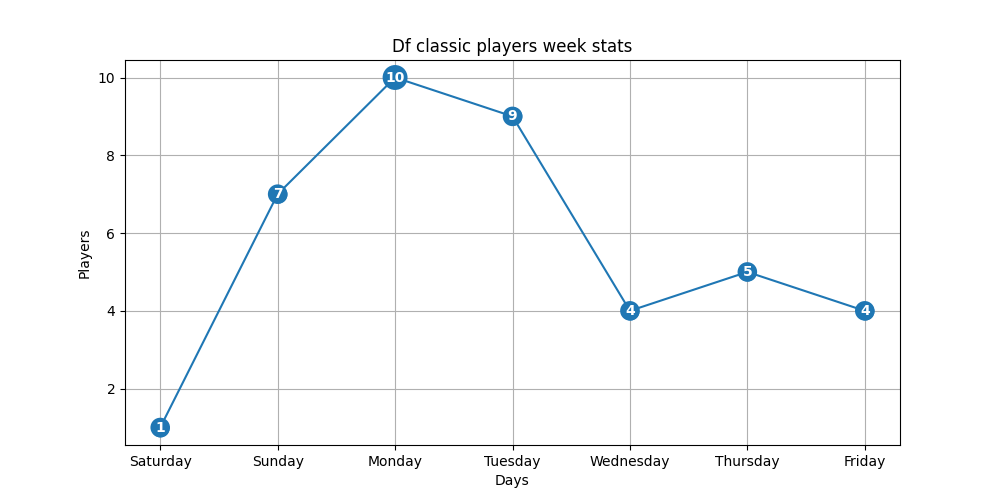 Df classic players week stats
10
8
6
4
2
Players
1
7
10
9
4
5
4
Saturday
Sunday
Monday
Tuesday
Wednesday
Thursday
Friday
Days